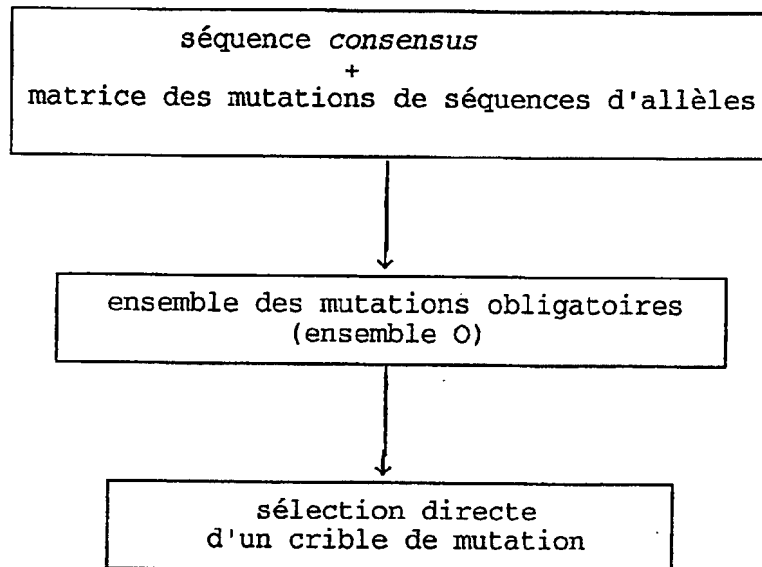 séquence consensus
+
matrice des mutations de séquences d'allèles
ensemble des mutations obligatoires
(ensemble O)
sélection directe
d'un crible de mutation